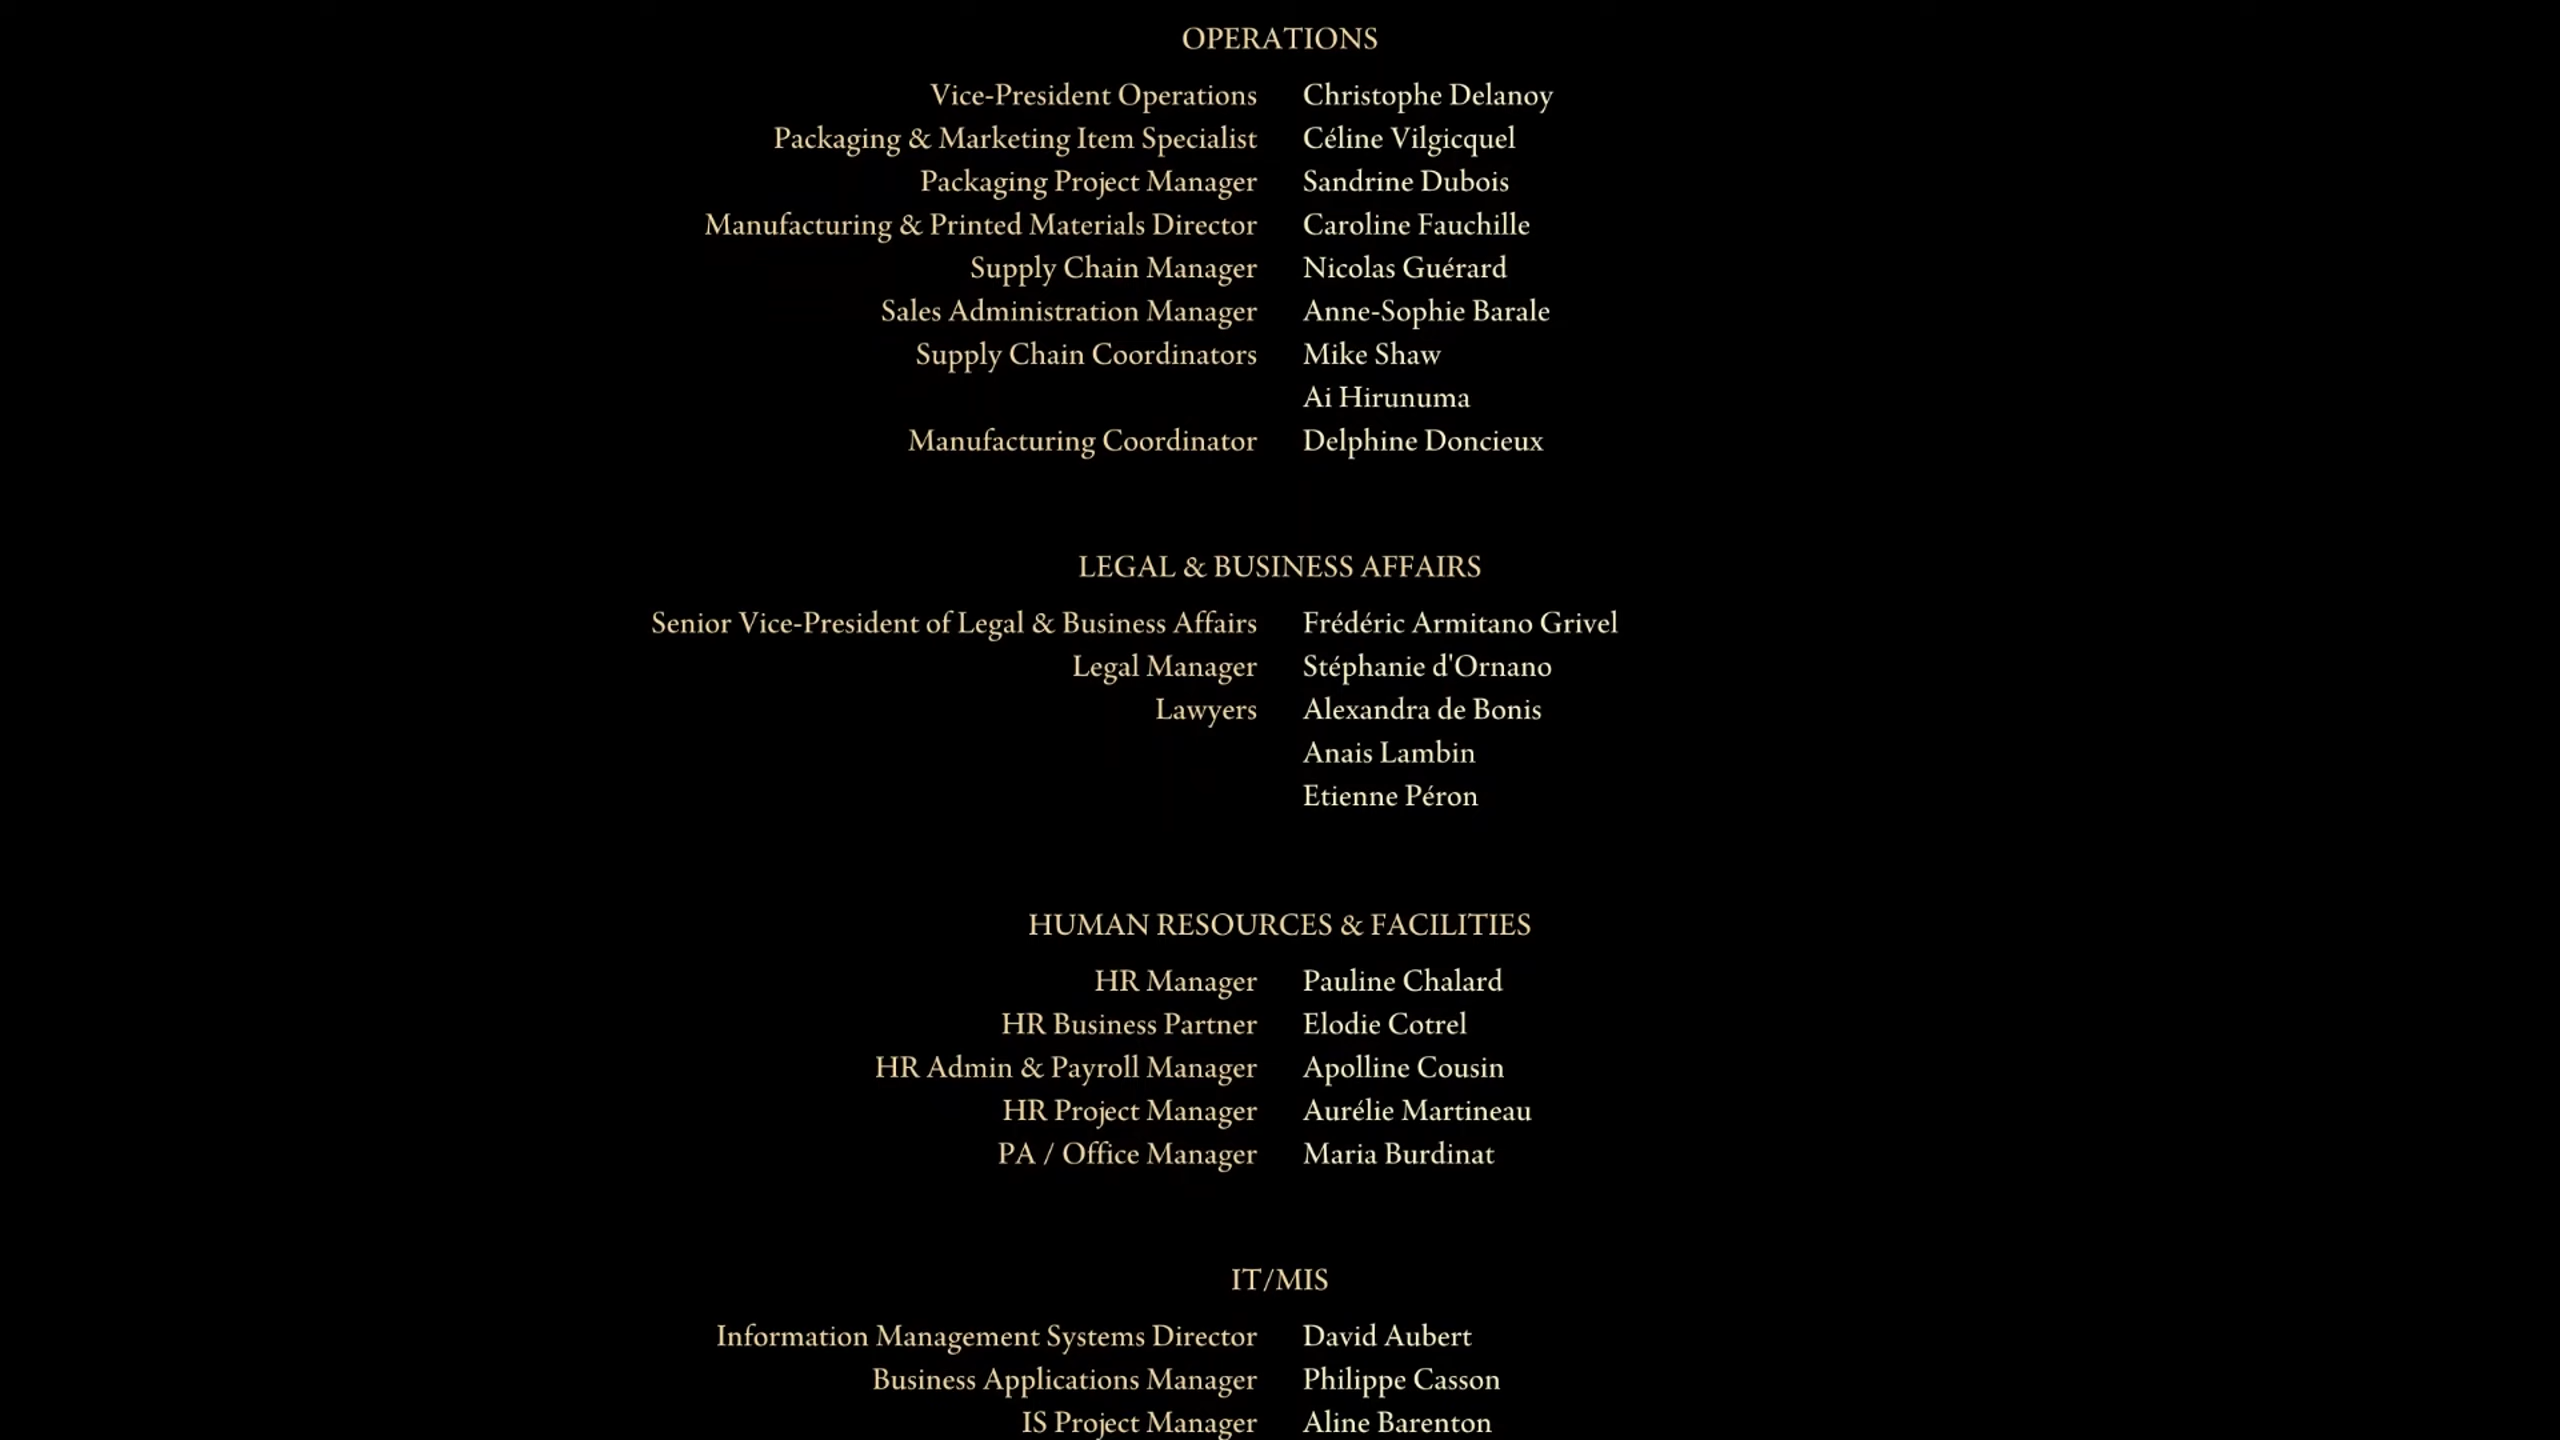 OPERATIONS
Vice-President Operations Christophe Delanoy
Packaging & Marketing Item Specialist Céline Vilgicquel
Packaging Project Manager Sandrine Dubois
Manufacturing & Printed Materials Director Caroline Fauchille
Supply Chain Manager Nicolas Guérard
Sales Administration Manager Anne-Sophie Barale
Supply Chain Coordinators Mike Shaw
Ai Hirunuma
Manufacturing Coordinator Delphine Doncieux
LEGAL & BUSINESS AFFAIRS
Senior Vice-President of Legal & Business Affairs Frédéric Armitano Grivel
Legal Manager Stéphanie d'Ornano
Lawyers Alexandra de Bonis
Anais Lambin
Etienne Péron
HUMAN RESOURCES & FACILITIES
HR Manager Pauline Chalard
HR Business Partner Elodie Cotrel
HR Admin & Payroll Manager Apolline Cousin
HR Project Manager Aurélie Martineau
PA / Office Manager Maria Burdinat
IT/MIS
Information Management Systems Director David Aubert
Business Applications Manager Philippe Casson
IS Project Manager Aline Barenton